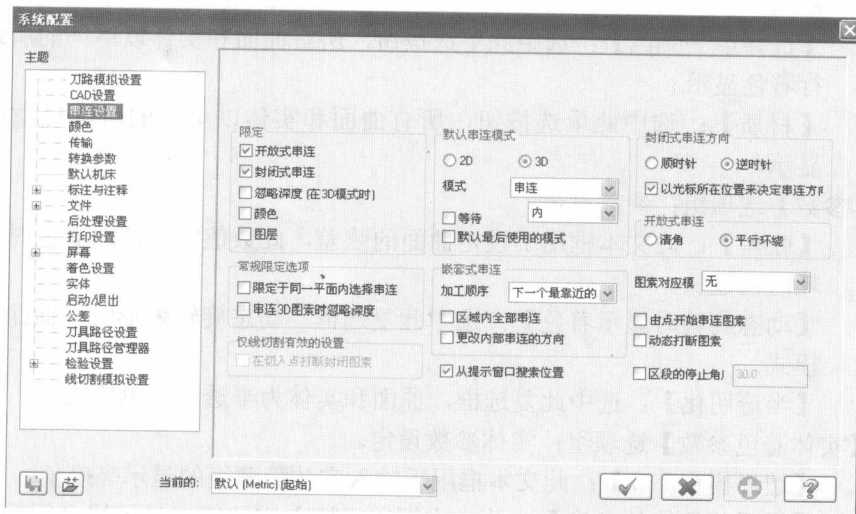 系统配置
主题
刀路模拟设置
CAD设置
串连设置
颜色
传输
转换参数
默认机床
标注与注释
文件
后处理设置
打印设置
屏幕
着色设置
实体
启动/退出
公差
刀具路径设置
刀具路径管理器
检验设置
线切割模拟设置
限定
开放式串连
封闭式串连
忽略深度 (在3D模式时)
颜色
图层
常规限定选项
限定于同一平面内选择串连
串连3D图素时忽略深度
仅线切割有效的设置
在切入点打断封闭图素
默认串连模式
2D 3D
模式 串连
等待 内
默认最后使用的模式
嵌套式串连
加工顺序 下一个最靠近的
区域内全部串连
更改内部串连的方向
从提示窗口搜索位置
封闭式串连方向
顺时针 逆时针
以光标所在位置来决定串连方向
开放式串连
渚角 平行环绕
图素对应模 无
由点开始串连图素
动态打断图素
区段的停止角 30.0
当前的: 默认 (Metric) (起始)